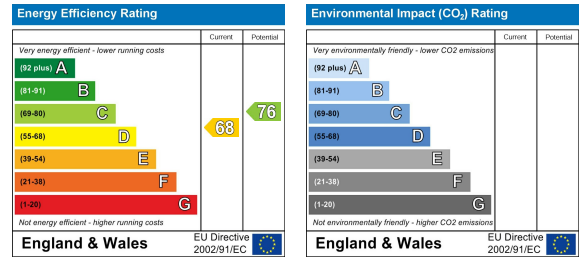 Energy Efficiency Rating
Current Potential
Very energy efficient - lower running costs
(92 plus) A
(81-91) B
(69-80) C
(55-68) D
(39-54) E
(21-38) F
(1-20) G
68
76
Not energy efficient - higher running costs
England & Wales
EU Directive
2002/91/EC
Environmental Impact (CO₂) Rating
Current Potential
Very environmentally friendly - lower CO2 emissions
(92 plus) A
(81-91) B
(69-80) C
(55-68) D
(39-54) E
(21-38) F
(1-20) G
Not environmentally friendly - higher CO2 emissions
England & Wales
EU Directive
2002/91/EC